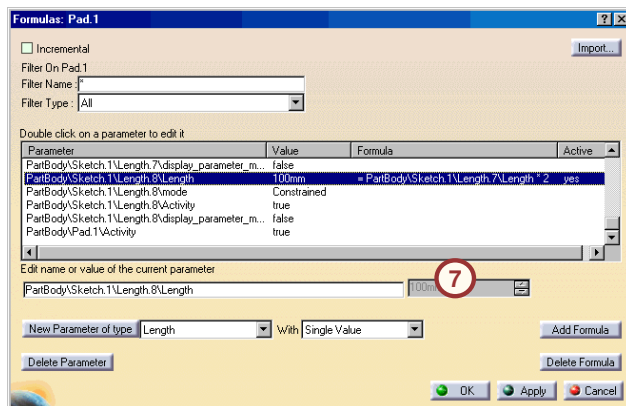 Formulas: Pad.1
Incremental
Import...
Filter On Pad.1
Filter Name : *
Filter Type : All
Double click on a parameter to edit it
Parameter Value Formula Active
PartBody\Sketch.1\Length.7\display_parameter_m... false
PartBody\Sketch.1\Length.8\Length 100mm = PartBody\Sketch.1\Length.7\Length * 2 yes
PartBody\Sketch.1\Length.8\mode Constrained
PartBody\Sketch.1\Length.8\Activity true
PartBody\Sketch.1\Length.8\display_parameter_m... false
PartBody\Pad.1\Activity true
Edit name or value of the current parameter
PartBody\Sketch.1\Length.8\Length 100mm 7
New Parameter of type Length With Single Value Add Formula
Delete Parameter Delete Formula
OK Apply Cancel